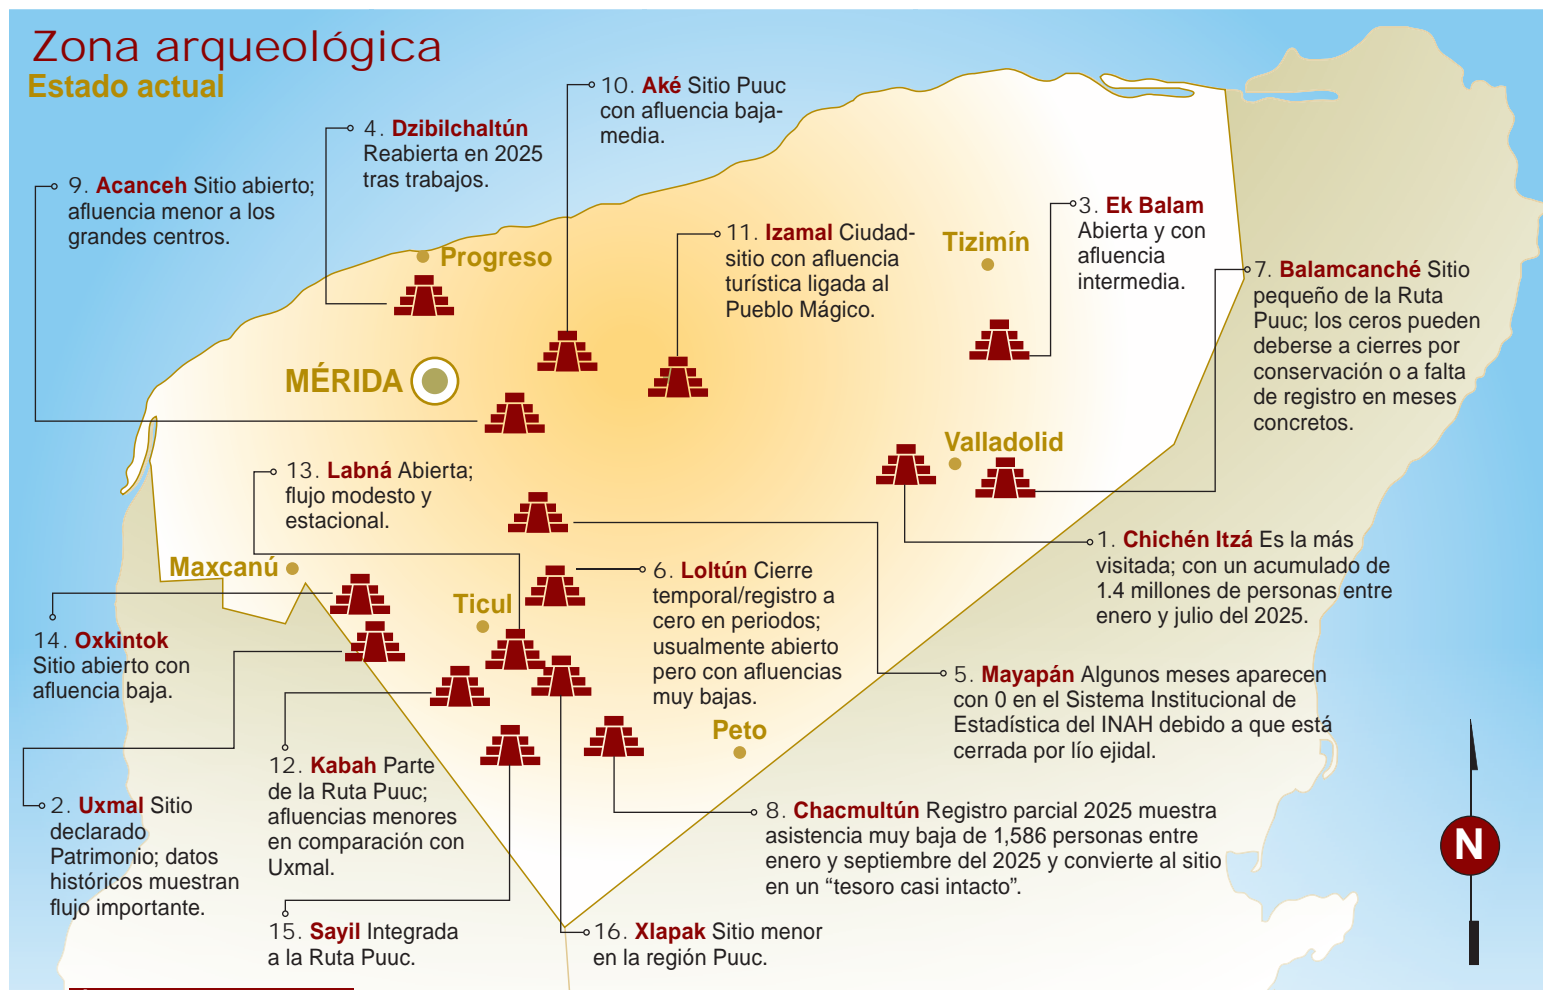 Zona arqueológica
Estado actual
10. Aké Sitio Puuc
con afluencia baja-
media.
4. Dzibilchaltún
Reabierta en 2025
tras trabajos.
9. Acanceh Sitio abierto;
afluencia menor a los
grandes centros.
Progreso
11. Izamal Ciudad-
sitio con afluencia
turística ligada al
Pueblo Mágico.
Tizimín
3. Ek Balam
Abierta y con
afluencia
intermedia.
7. Balamcanché Sitio
pequeño de la Ruta
Puuc; los ceros pueden
deberse a cierres por
conservación o a falta
de registro en meses
concretos.
MÉRIDA
Valladolid
13. Labná Abierta;
flujo modesto y
estacional.
Maxcanú
Ticul
6. Loltún Cierre
temporal/registro a
cero en periodos;
usualmente abierto
pero con afluencias
muy bajas.
1. Chichén Itzá Es la más
visitada; con un acumulado de
1.4 millones de personas entre
enero y julio del 2025.
14. Oxkintok
Sitio abierto con
afluencia baja.
5. Mayapán Algunos meses aparecen
con 0 en el Sistema Institucional de
Estadística del INAH debido a que está
cerrada por lío ejidal.
Peto
12. Kabah Parte
de la Ruta Puuc;
afluencias menores
en comparación con
Uxmal.
2. Uxmal Sitio
declarado
Patrimonio; datos
históricos muestran
flujo importante.
8. Chacmultún Registro parcial 2025 muestra
asistencia muy baja de 1,586 personas entre
enero y septiembre del 2025 y convierte al sitio
en un “tesoro casi intacto”.
N
15. Sayil Integrada
a la Ruta Puuc.
16. Xlapak Sitio menor
en la región Puuc.